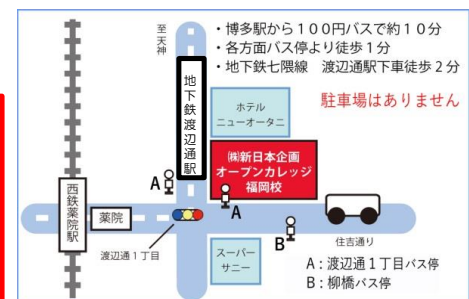 至天神
・博多駅から１００円バスで約１０分
・各方面バス停より徒歩１分
・地下鉄七隈線　渡辺通駅下車徒歩２分
駐車場はありません
地下鉄渡辺通駅
ホテル
ニューオータニ
㈱新日本企画
オープンカレッジ
福岡校
A
A
西鉄薬院駅
薬院
渡辺通１丁目
B
住吉通り
スーパー
サニー
A：渡辺通１丁目バス停
B：柳橋バス停